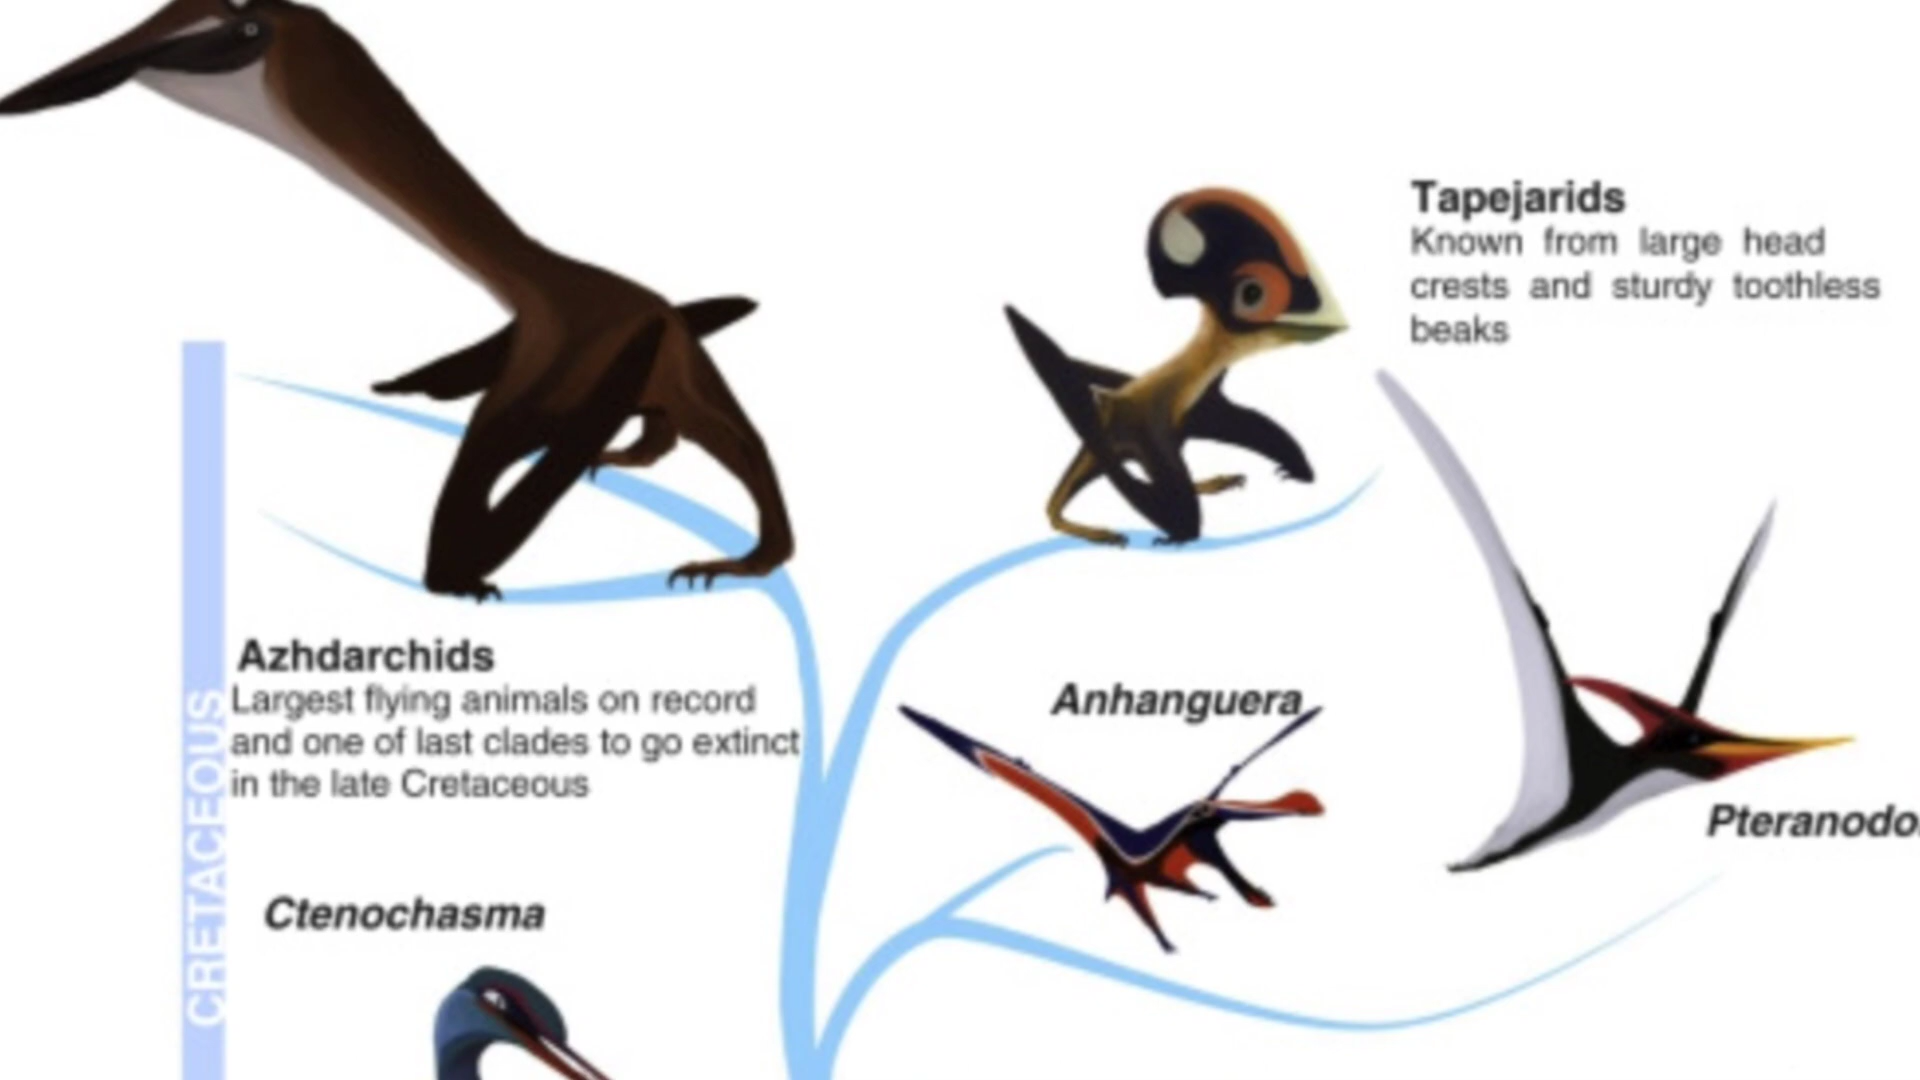 Tapejarids
Known from large head
crests and sturdy toothless
beaks
Azhdarchids
Largest flying animals on record
and one of last clades to go extinct
in the late Cretaceous
Anhanguera
Pteranodo
CRETACEOUS
Ctenochasma